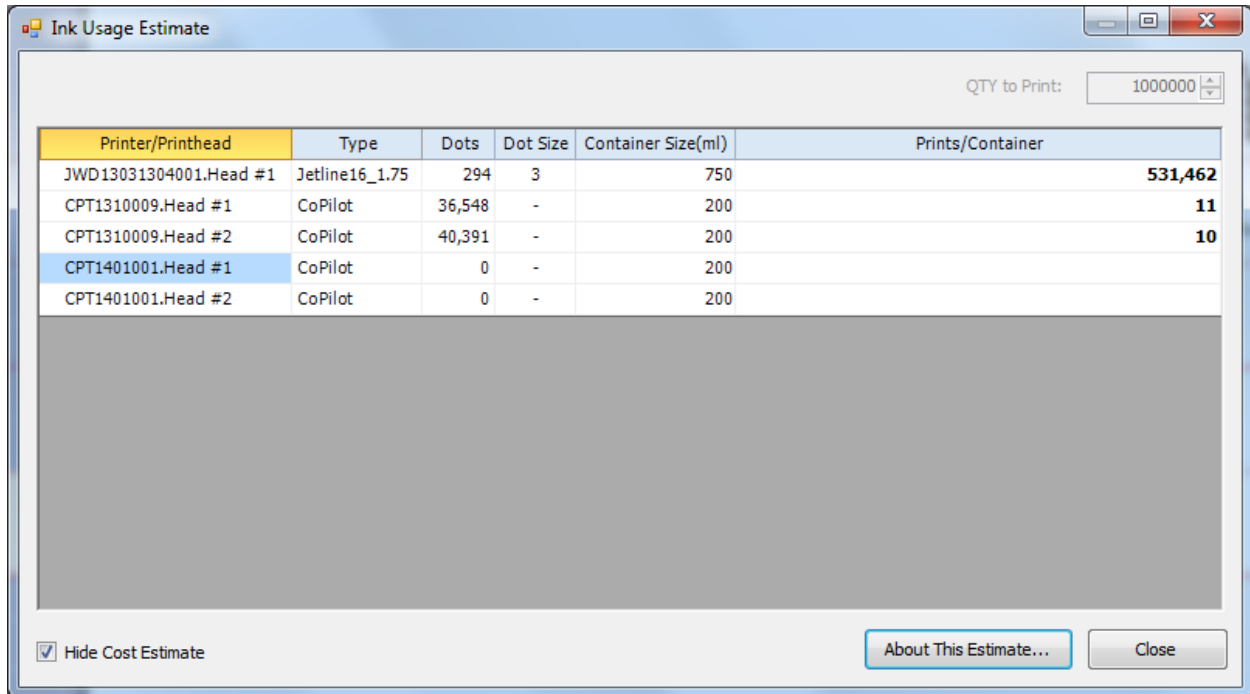 Ink Usage Estimate
QTY to Print: 1000000
Printer/Printhead Type Dots Dot Size Container Size(ml) Prints/Container
JWD13031304001.Head #1 Jetline16_1.75 294 3 750 531,462
CPT1310009.Head #1 CoPilot 36,548 - 200 11
CPT1310009.Head #2 CoPilot 40,391 - 200 10
CPT1401001.Head #1 CoPilot 0 - 200
CPT1401001.Head #2 CoPilot 0 - 200
Hide Cost Estimate About This Estimate... Close